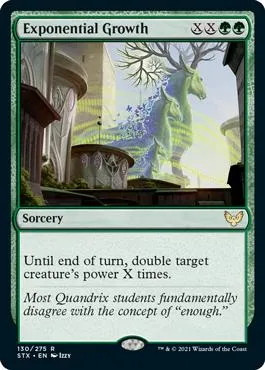 Exponential Growth XXGG
Sorcery
Until end of turn, double target
creature's power X times.
Most Quandrix students fundamentally
disagree with the concept of “enough.”
130/275 R
STX • EN Izzy
™ & © 2021 Wizards of the Coast